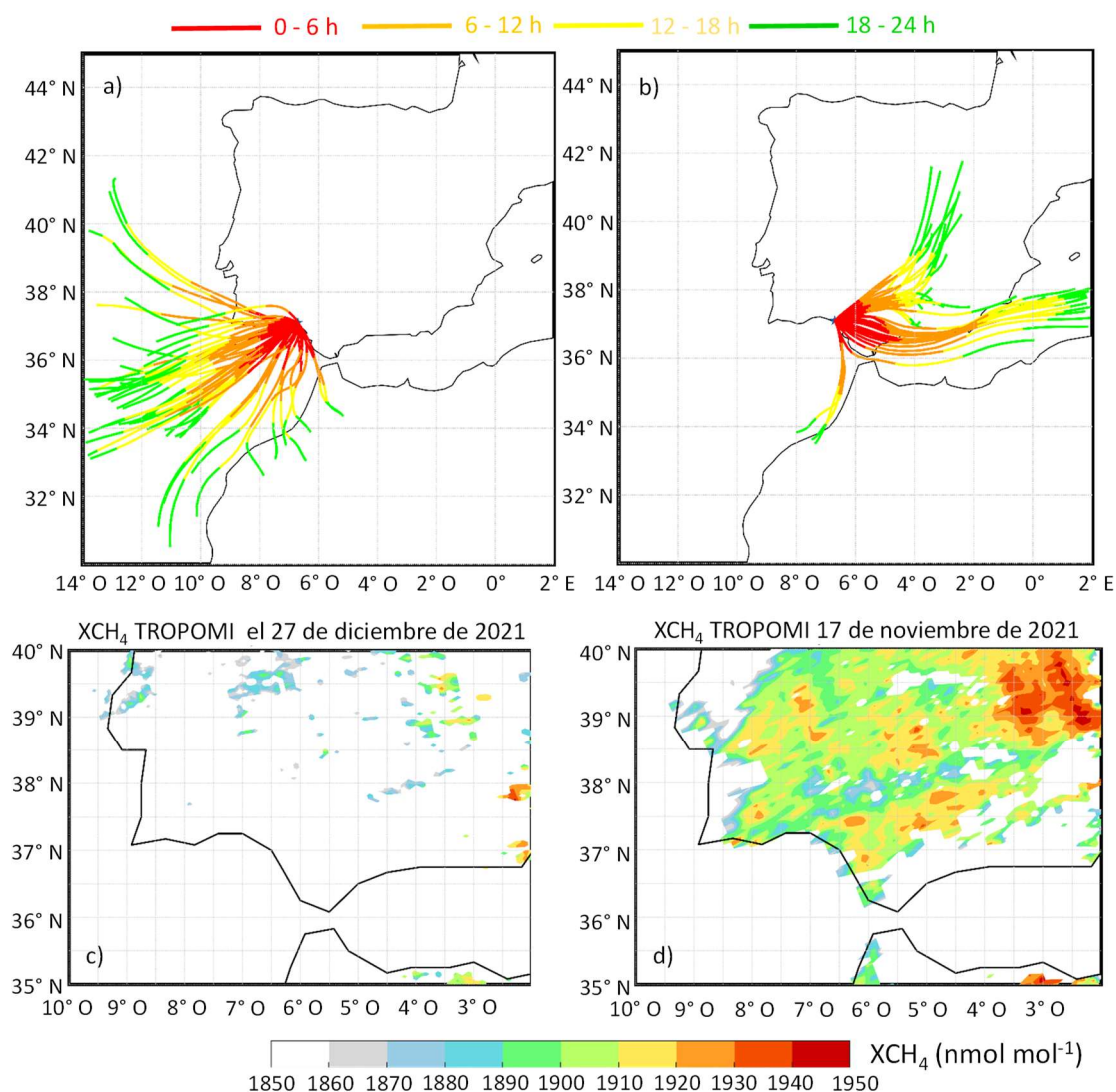 0 - 6 h 6 - 12 h 12 - 18 h 18 - 24 h
a)
44° N
42° N
40° N
38° N
36° N
34° N
32° N
14 O 12° O 10° O 8° O 6° O 4° O 2° O 0° O 2° E
b)
44° N
42° N
40° N
38° N
36° N
34° N
32° N
14 O 12° O 10° O 8° O 6° O 4° O 2° O 0° O 2° E
XCH₄ TROPOMI el 27 de diciembre de 2021
40° N
39° N
38° N
37° N
36° N
35° N
c)
10° O 9° O 8° O 7° O 6° O 5° O 4° O 3° O
XCH₄ TROPOMI 17 de noviembre de 2021
40° N
39° N
38° N
37° N
36° N
35° N
d)
10° O 9° O 8° O 7° O 6° O 5° O 4° O 3° O
XCH₄ (nmol mol⁻¹)
1850 1860 1870 1880 1890 1900 1910 1920 1930 1940 1950